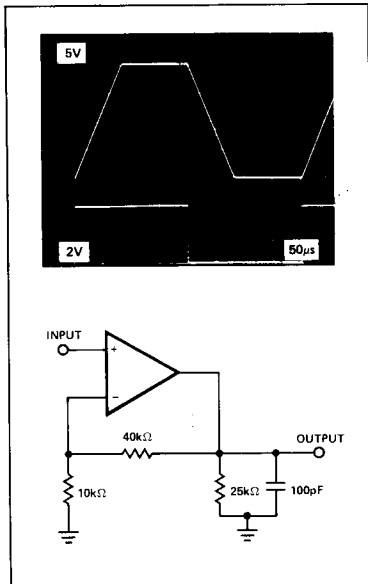 5V
2V 50μs
INPUT
+
−
40kΩ
OUTPUT
10kΩ
25kΩ
100pF